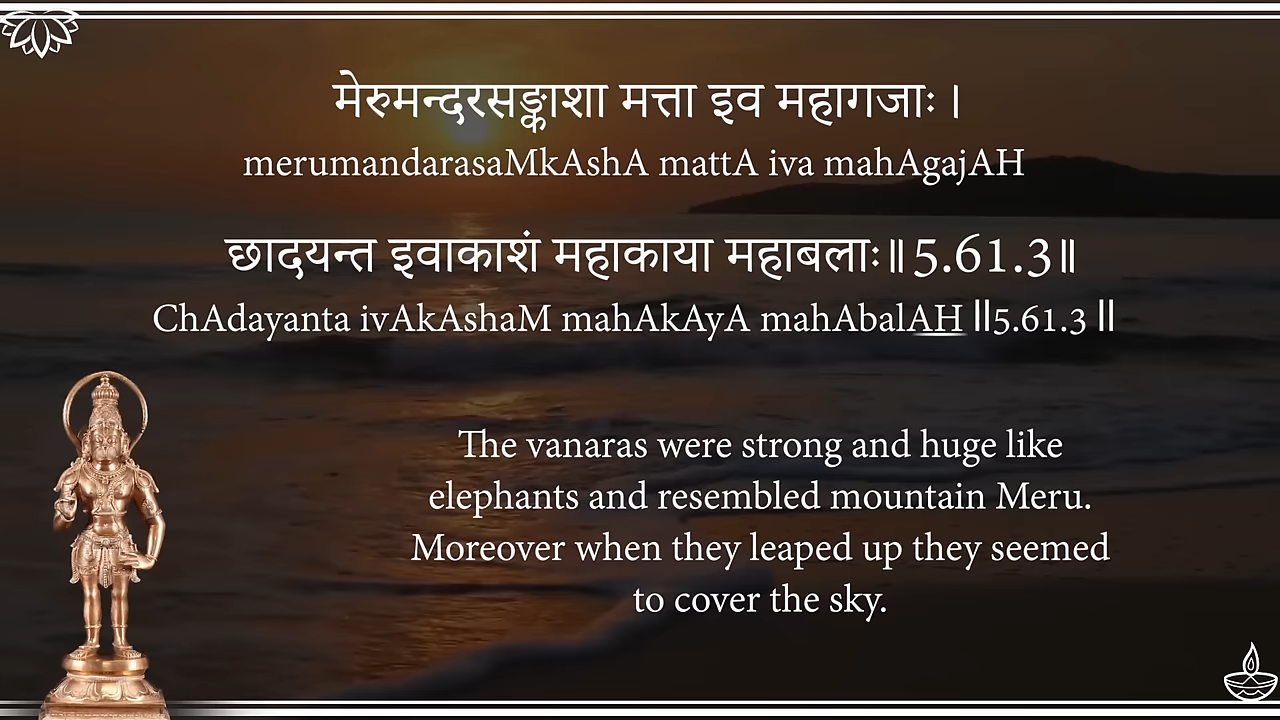 मेरुमन्दरसङ्काशा मत्ता इव महागजाः ।
merumandarasaMkAshA mattA iva mahAgajAH
छादयन्त इवाकाशं महाकाया महाबलाः॥5.61.3॥
ChAdayanta ivAkAshaM mahAkAyA mahAbalAH ॥5.61.3 ॥
The vanaras were strong and huge like
elephants and resembled mountain Meru.
Moreover when they leaped up they seemed
to cover the sky.